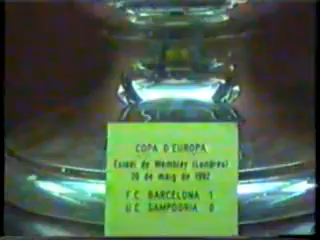 COPA D'EUROPA
Estadi de Wembley (Londres)
20 de maig de 1992
F.C. BARCELONA 1
U.C. SAMPDORIA 0